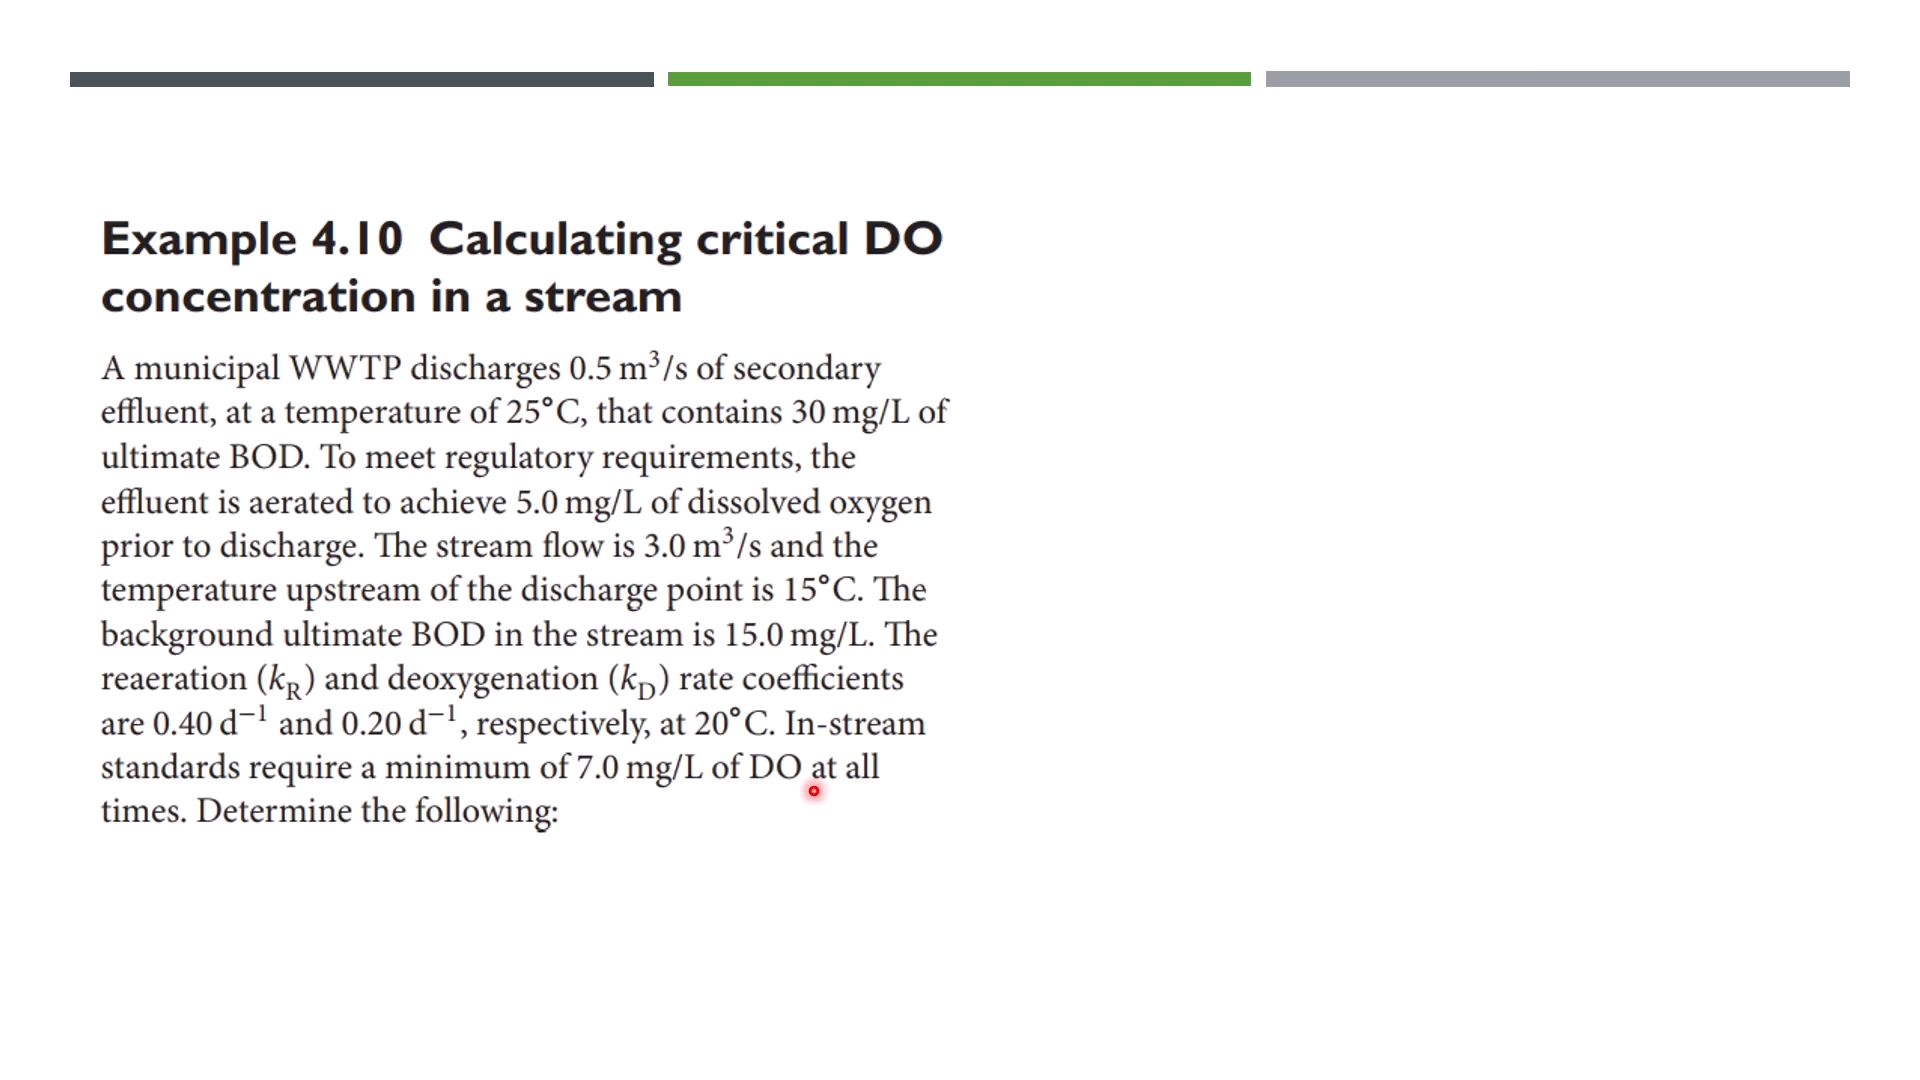 Example 4.10 Calculating critical DO
concentration in a stream
A municipal WWTP discharges 0.5 m³/s of secondary
effluent, at a temperature of 25°C, that contains 30 mg/L of
ultimate BOD. To meet regulatory requirements, the
effluent is aerated to achieve 5.0 mg/L of dissolved oxygen
prior to discharge. The stream flow is 3.0 m³/s and the
temperature upstream of the discharge point is 15°C. The
background ultimate BOD in the stream is 15.0 mg/L. The
reaeration (k_R) and deoxygenation (k_D) rate coefficients
are 0.40 d⁻¹ and 0.20 d⁻¹, respectively, at 20°C. In-stream
standards require a minimum of 7.0 mg/L of DO at all
times. Determine the following: